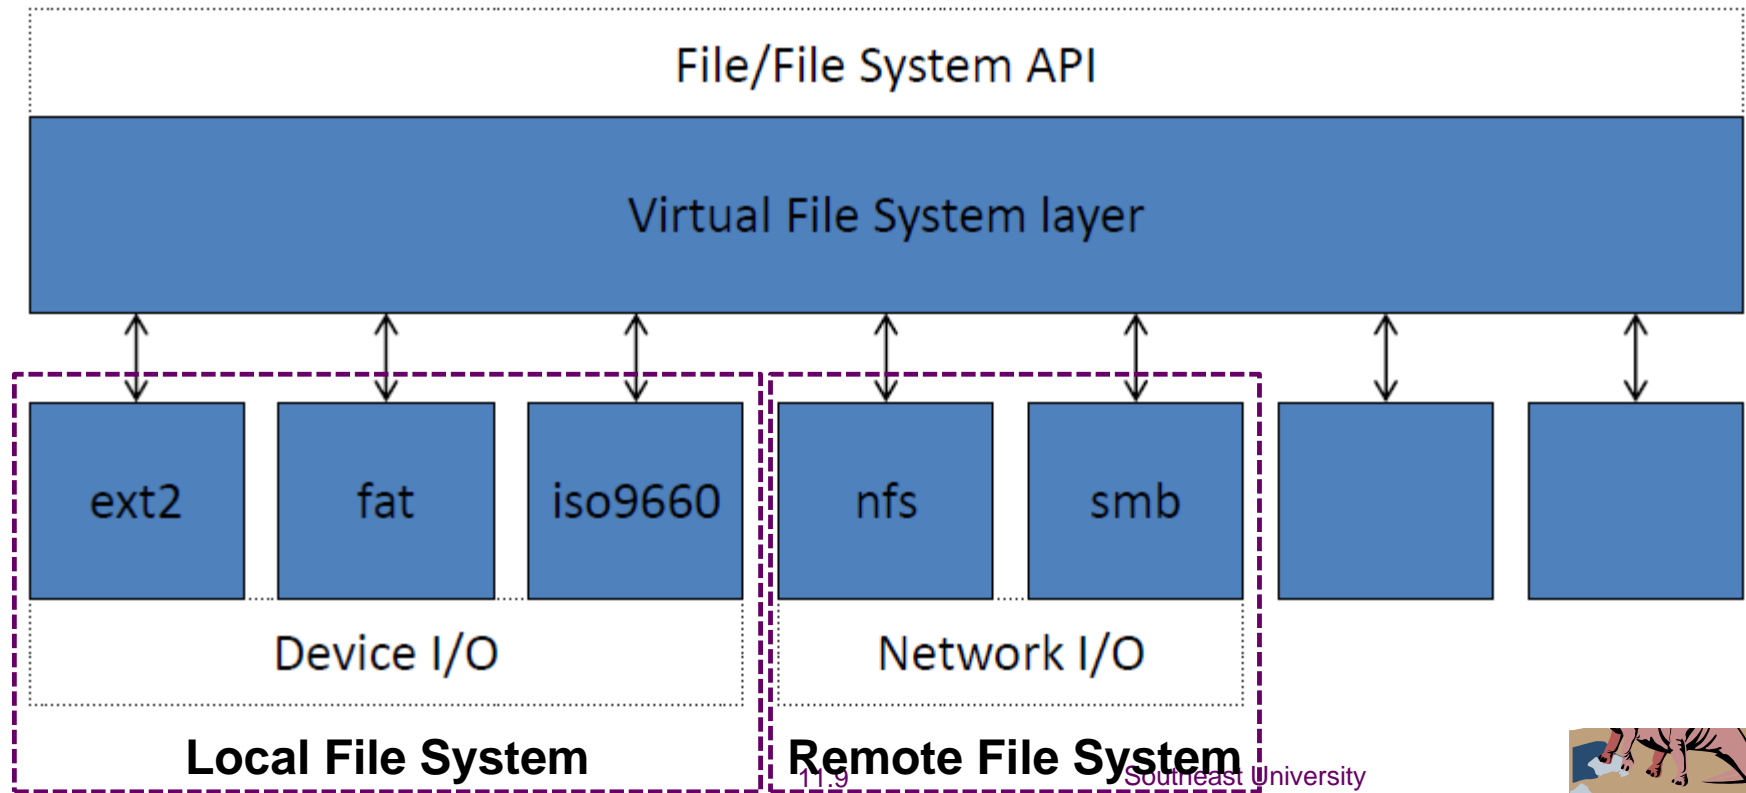 File/File System API
Virtual File System layer
ext2
fat
iso9660
nfs
smb
Device I/O
Network I/O
Local File System
Remote File System
11.9
Southeast University